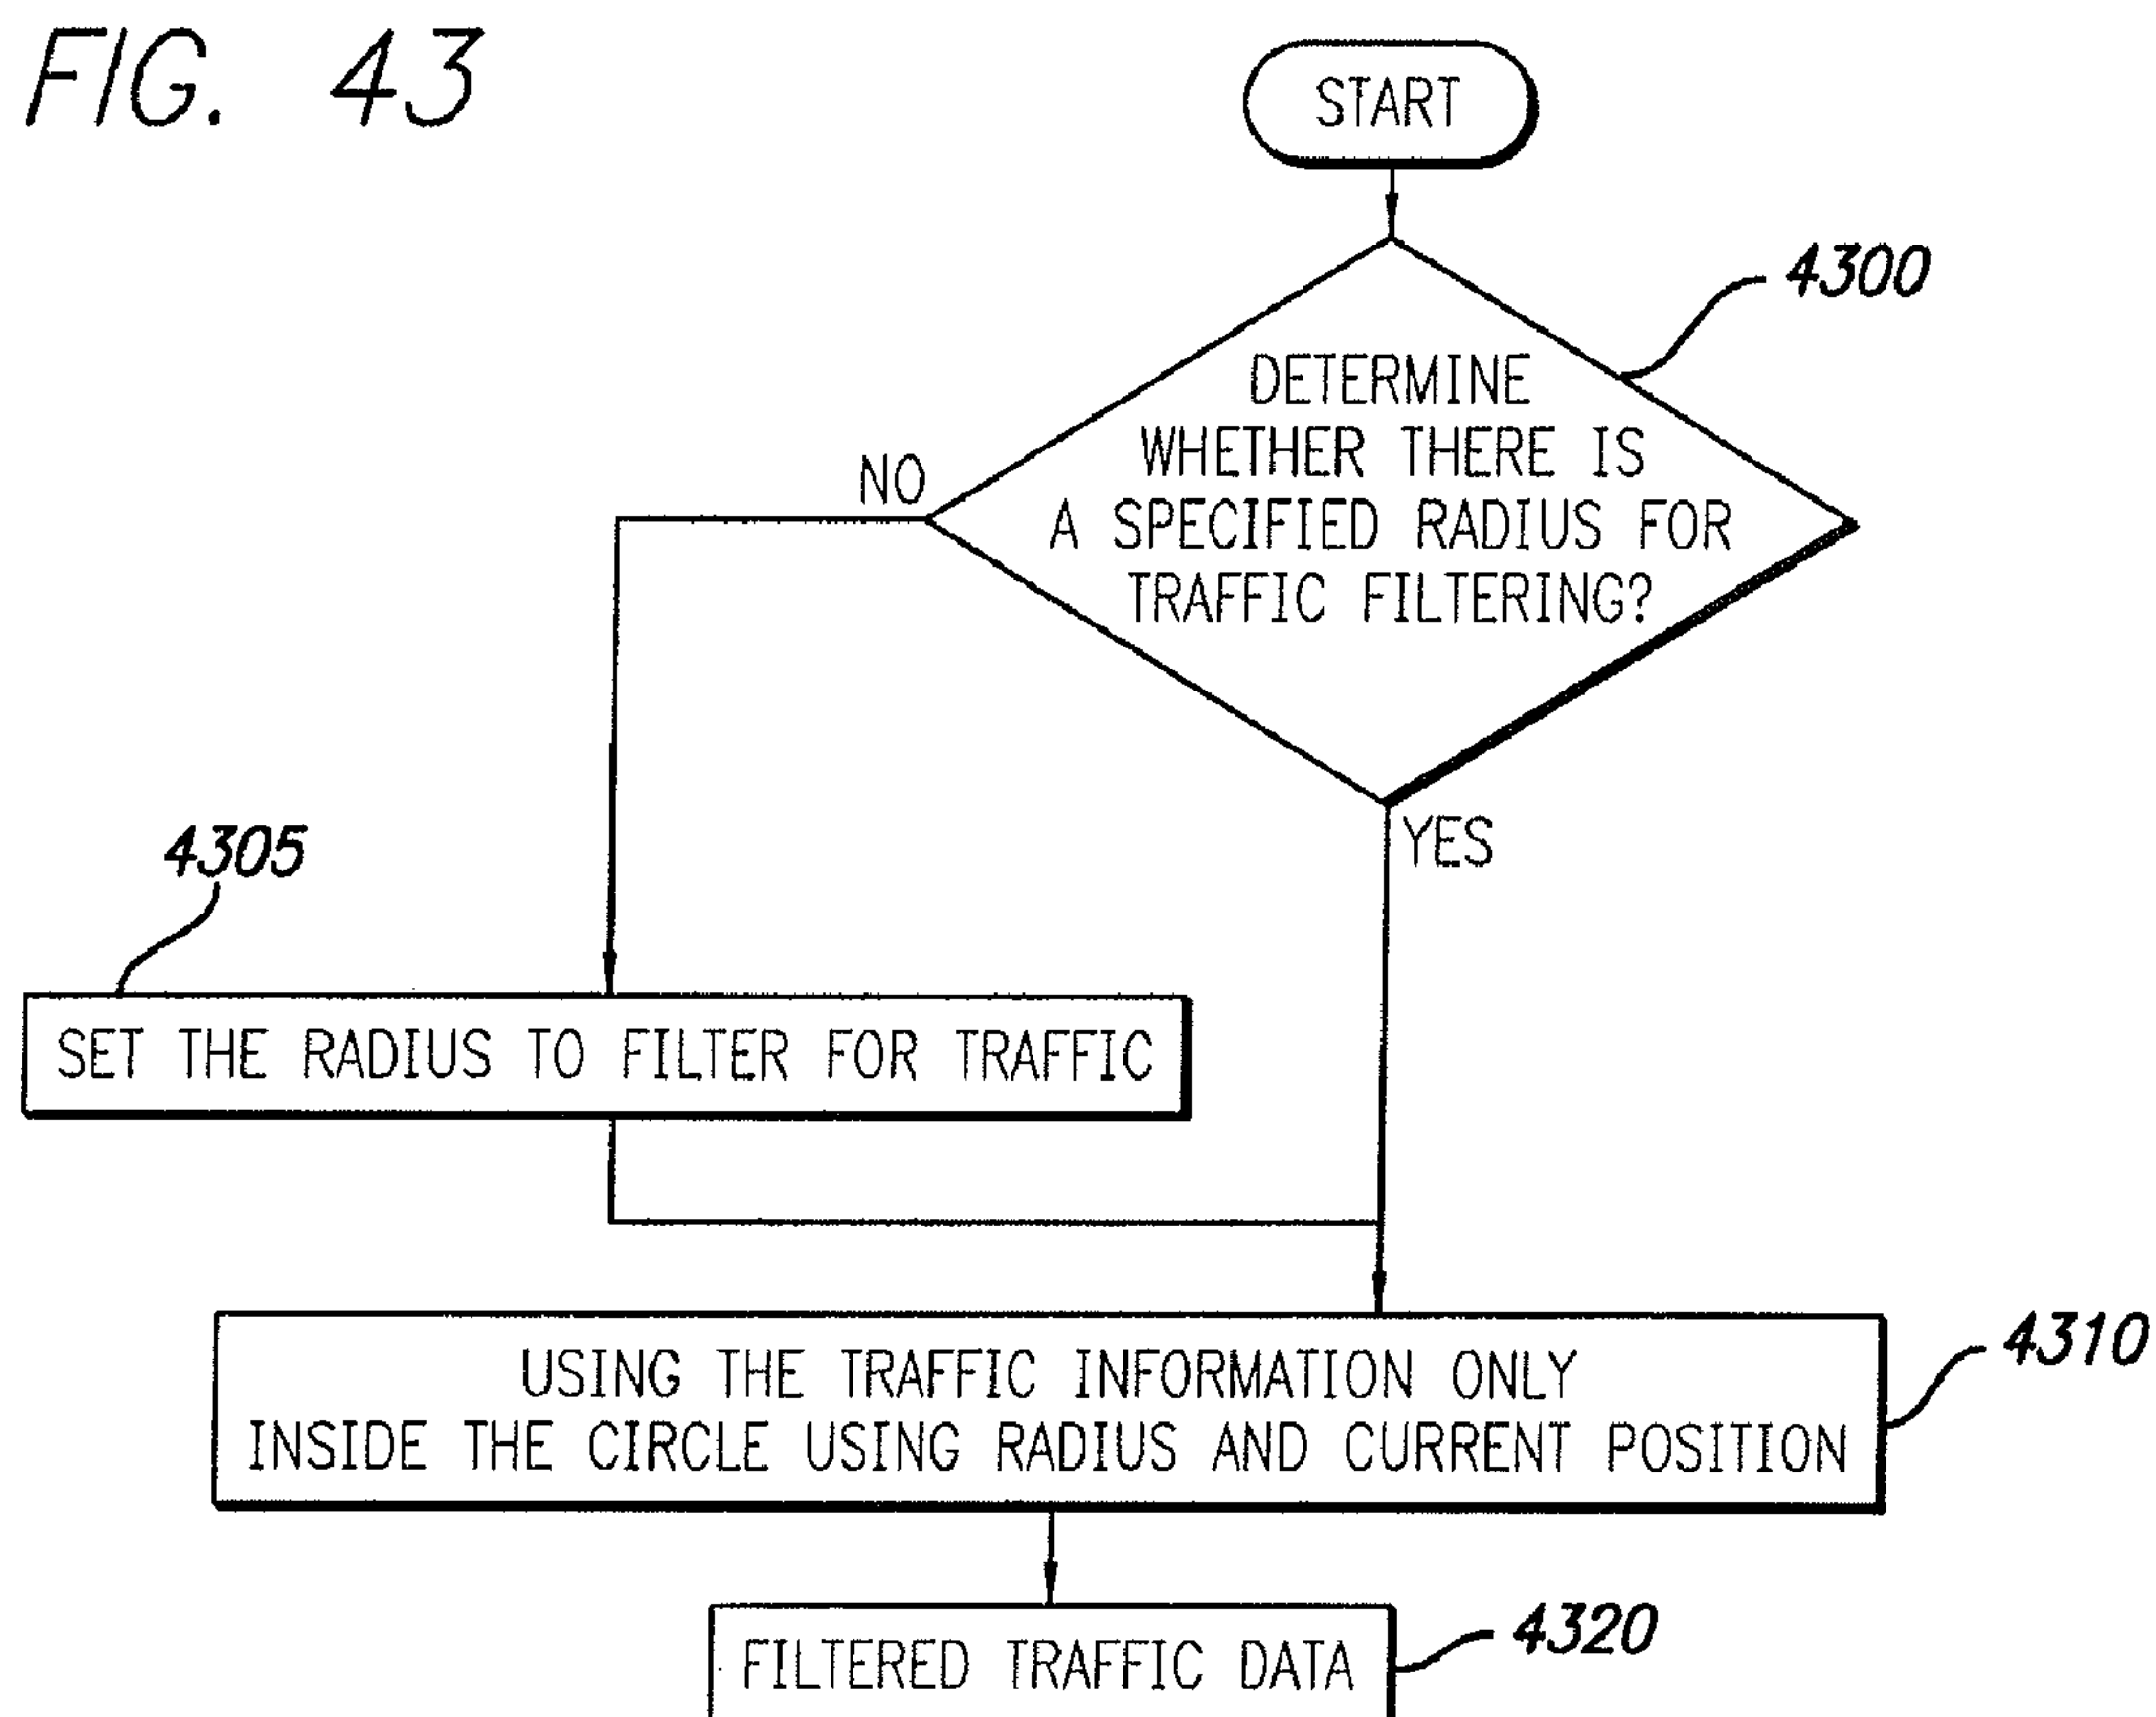 FIG. 43
START
4300
DETERMINE
WHETHER THERE IS
A SPECIFIED RADIUS FOR
TRAFFIC FILTERING?
NO
YES
4305
SET THE RADIUS TO FILTER FOR TRAFFIC
4310
USING THE TRAFFIC INFORMATION ONLY
INSIDE THE CIRCLE USING RADIUS AND CURRENT POSITION
4320
FILTERED TRAFFIC DATA